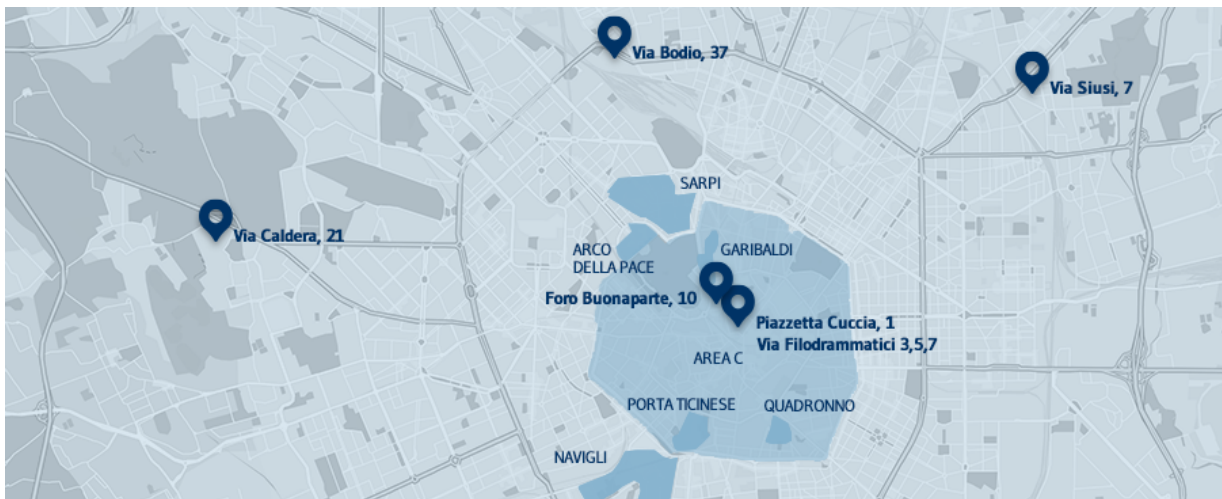 Via Bodio, 37
Via Siusi, 7
SARPI
Via Caldera, 21
ARCO
DELLA PACE
GARIBALDI
Foro Buonaparte, 10
Piazzetta Cuccia, 1
Via Filodrammatici 3,5,7
AREA C
PORTA TICINESE
QUADRONNO
NAVIGLI